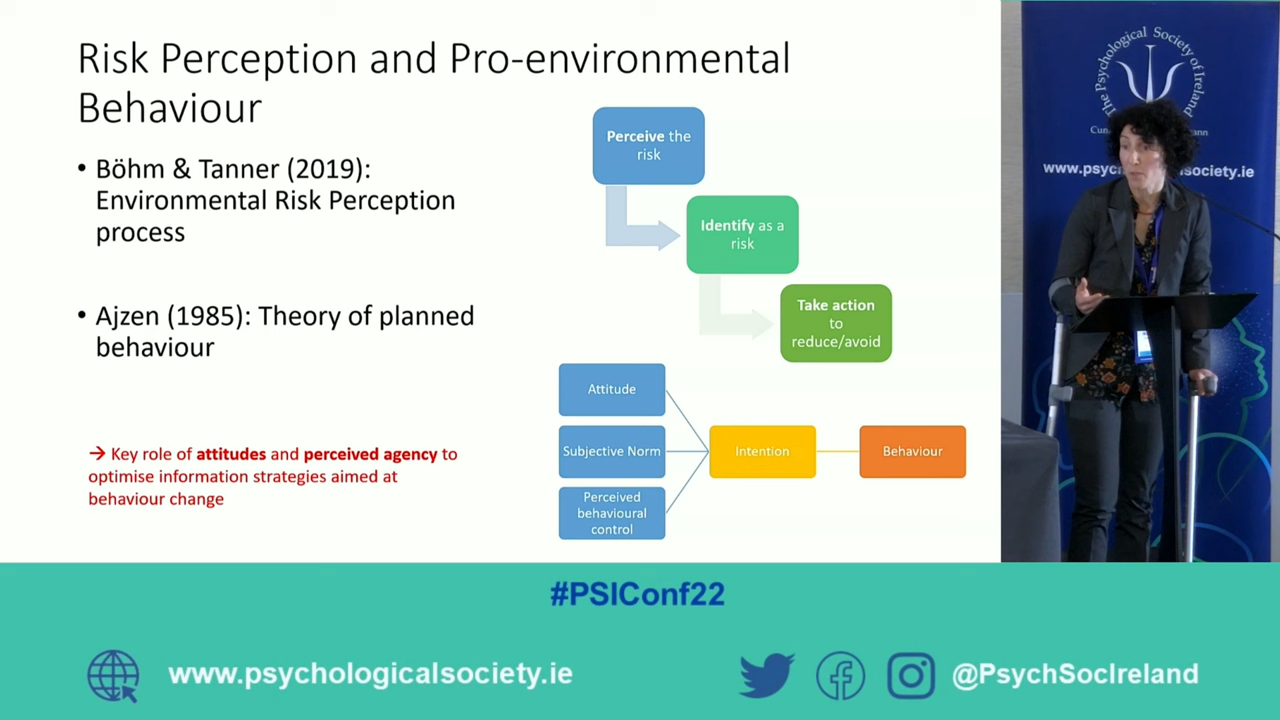 Risk Perception and Pro-environmental
Behaviour
• Böhm & Tanner (2019):
Environmental Risk Perception
process
• Ajzen (1985): Theory of planned
behaviour
→ Key role of attitudes and perceived agency to
optimise information strategies aimed at
behaviour change
Perceive the
risk
Identify as a
risk
Take action
to
reduce/avoid
Attitude
Subjective Norm
Perceived
behavioural
control
Intention
Behaviour
The Psychological Society of Ireland
www.psyc
society.ie
#PSIConf22
www.psychologicalsociety.ie
@PsychSocIreland